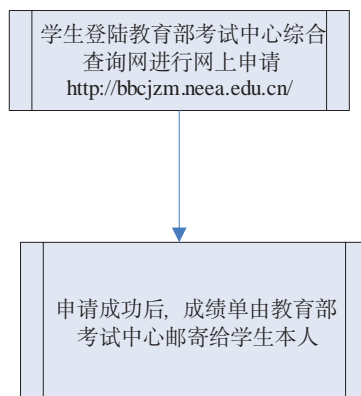 学生登陆教育部考试中心综合
查询网进行网上申请
http://bbcjzm.neea.edu.cn/
申请成功后，成绩单由教育部
考试中心邮寄给学生本人